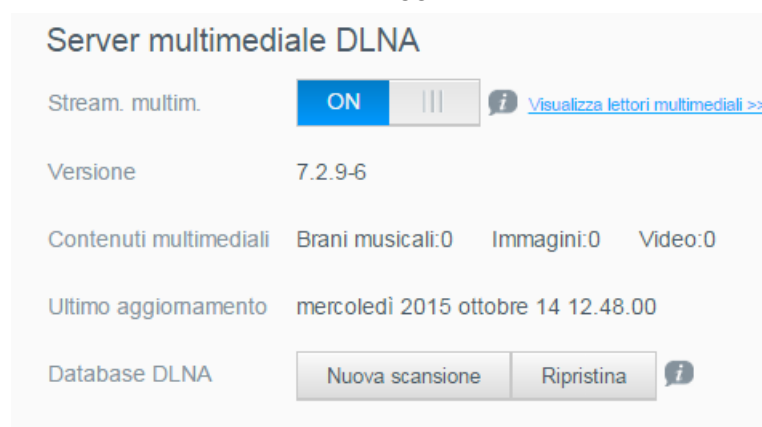 Server multimediale DLNA
Stream. multim. ON Visualizza lettori multimediali >>
Versione 7.2.9-6
Contenuti multimediali Brani musicali:0 Immagini:0 Video:0
Ultimo aggiornamento mercoledì 2015 ottobre 14 12.48.00
Database DLNA Nuova scansione Ripristina